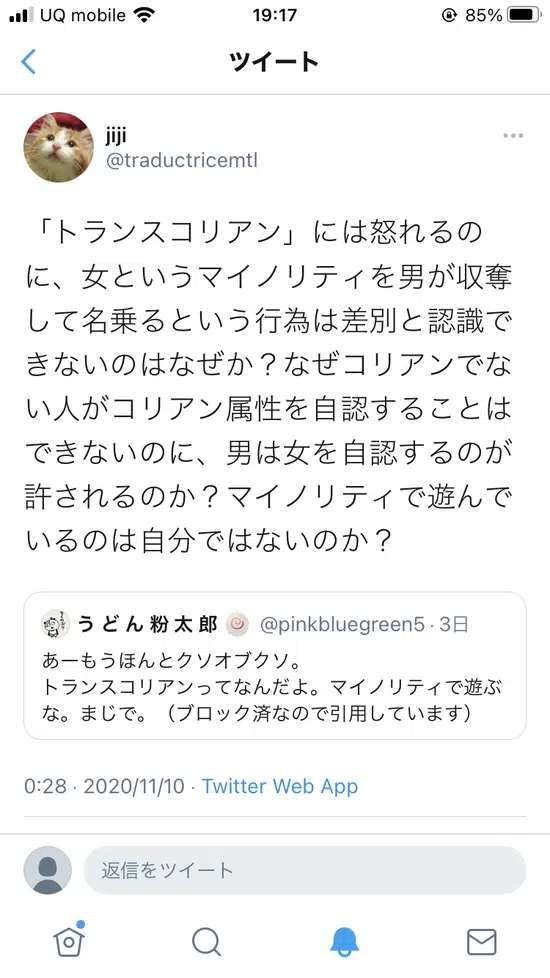 UQ mobile 19:17 85%
ツイート
jiji
@traductricemtl
「トランスコリアン」には怒れるの
に、女というマイノリティを男が収奪
して名乗るという行為は差別と認識で
きないのはなぜか？なぜコリアンでな
い人がコリアン属性を自認することは
できないのに、男は女を自認するのが
許されるのか？マイノリティで遊んで
いるのは自分ではないのか？
うどん粉太郎🍥 @pinkbluegreen5 · 3日
あーもうほんとクソオブクソ。
トランスコリアンってなんだよ。マイノリティで遊ぶ
な。まじで。（ブロック済なので引用しています）
0:28 · 2020/11/10 · Twitter Web App
返信をツイート